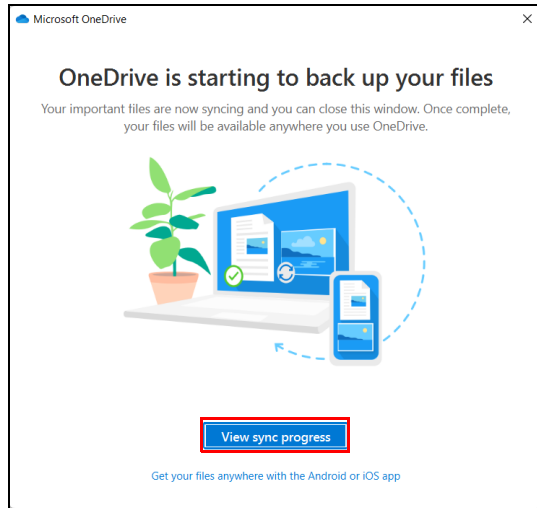 Microsoft OneDrive
OneDrive is starting to back up your files
Your important files are now syncing and you can close this window. Once complete,
your files will be available anywhere you use OneDrive.
View sync progress
Get your files anywhere with the Android or iOS app